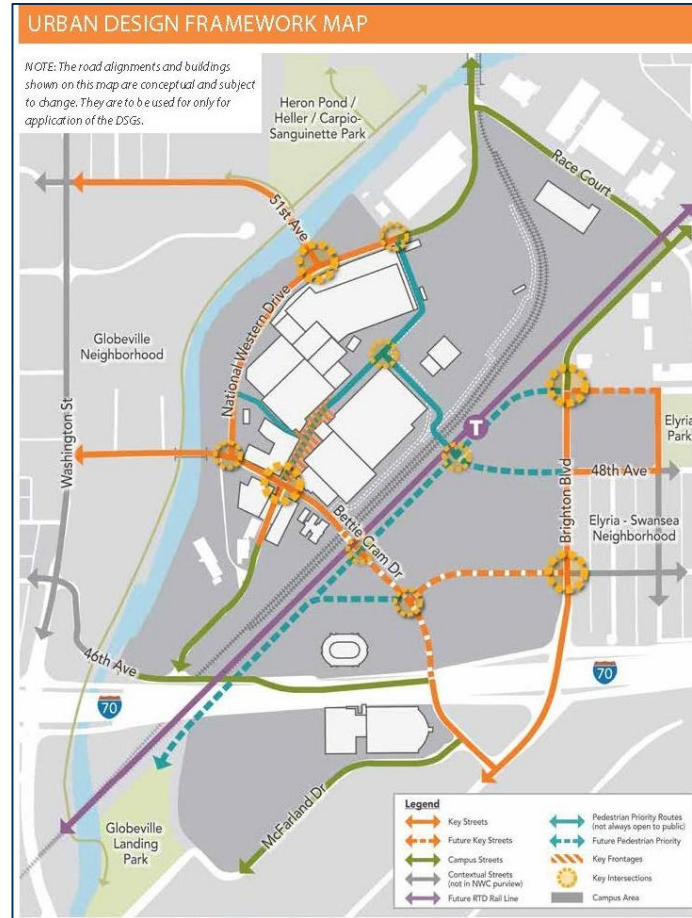 URBAN DESIGN FRAMEWORK MAP
NOTE: The road alignments and buildings
shown on this map are conceptual and subject
to change. They are to be used for only for
application of the DSGs.
Heron Pond /
Heller / Carpio-
Sanguinette Park
Race Court
51st Ave
National Western Drive
Globeville
Neighborhood
Washington St
T
Elyria
Park
48th Ave
Brighton Blvd
Elyria - Swansea
Neighborhood
Bettie Cram Dr
46th Ave
70
70
McFarland Dr
Globeville
Landing
Park
Legend
Key Streets
Future Key Streets
Campus Streets
Contextual Streets
(not in NWC purview)
Future RTD Rail Line
Pedestrian Priority Routes
(not always open to public)
Future Pedestrian Priority
Key Frontages
Key Intersections
Campus Area